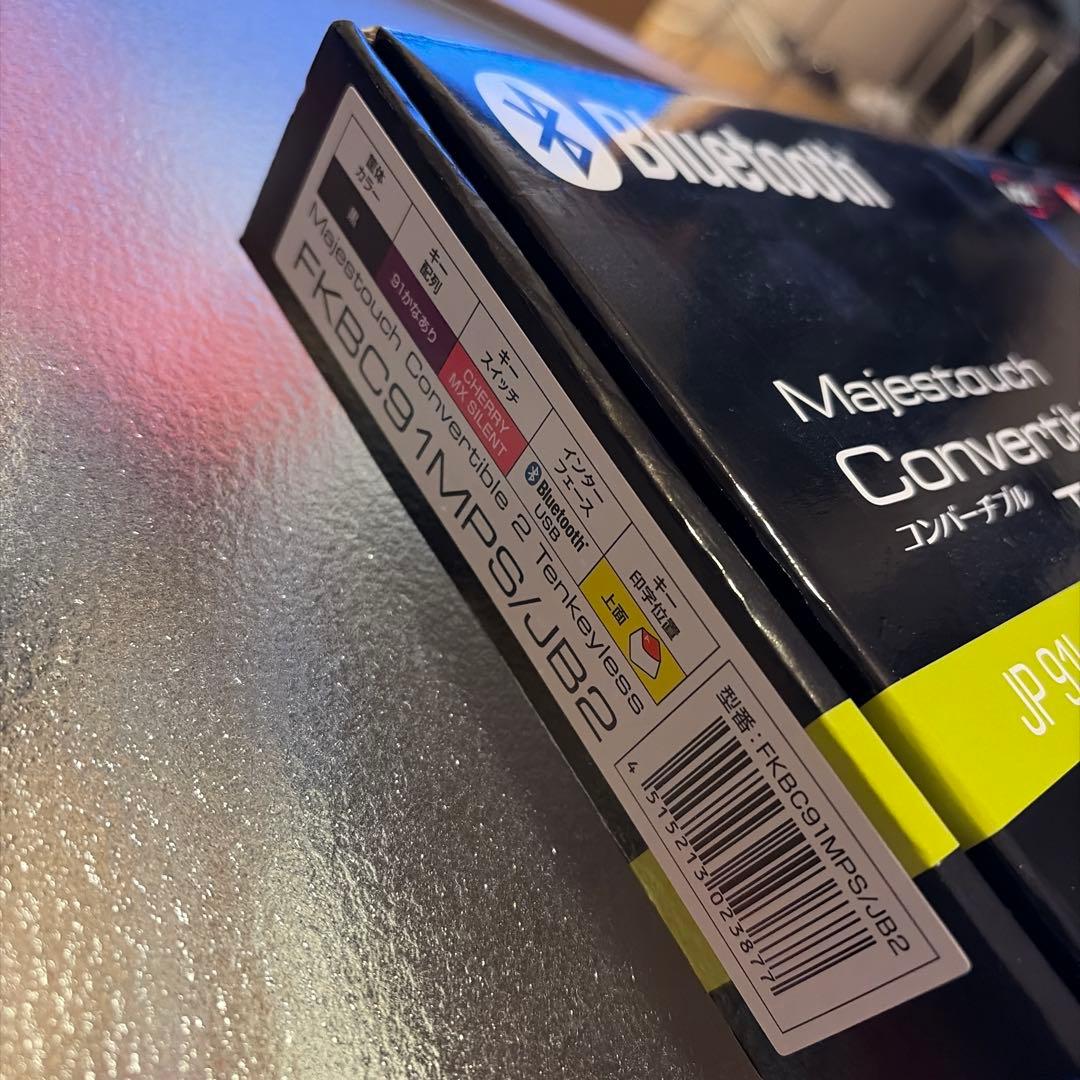 筐体
カラー
黒
キー
配列
91かなあり
キー
スイッチ
CHERRY
MX SILENT
インター
フェース
Bluetooth
USB
キー
印字位置
上面
Majestouch Convertible 2 Tenkeyless
FKBC91MPS/JB2
型番:FKBC91MPS/JB2
4 515213 023877
Bluetooth
Majestouch
コンバーチブル
JP